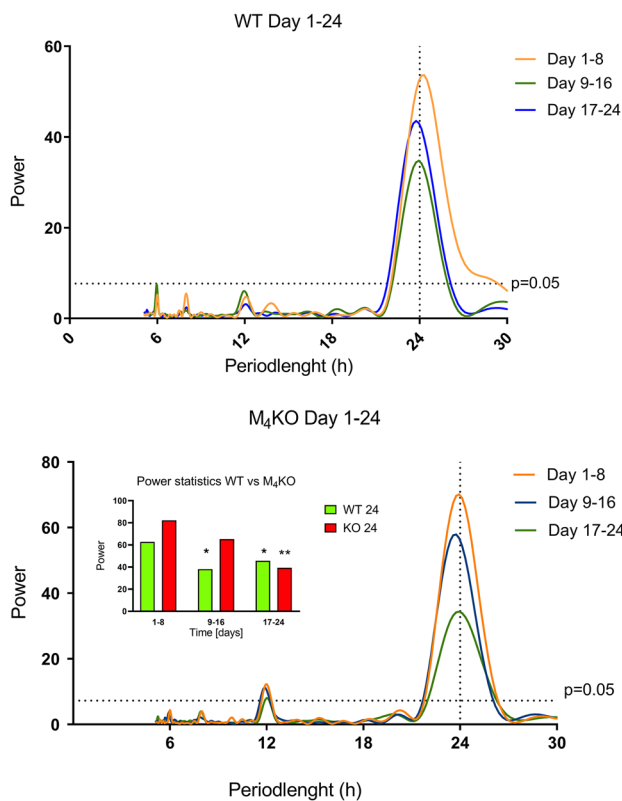 WT Day 1-24
60
40
20
0
Power
Day 1-8
Day 9-16
Day 17-24
p=0.05
0 6 12 18 24 30
Periodlenght (h)
M4KO Day 1-24
80
60
40
20
0
Power
Power statistics WT vs M4KO
100
80
60
40
20
0
Power
WT 24
KO 24
* * **
1-8 9-16 17-24
Time [days]
Day 1-8
Day 9-16
Day 17-24
p=0.05
6 12 18 24 30
Periodlenght (h)